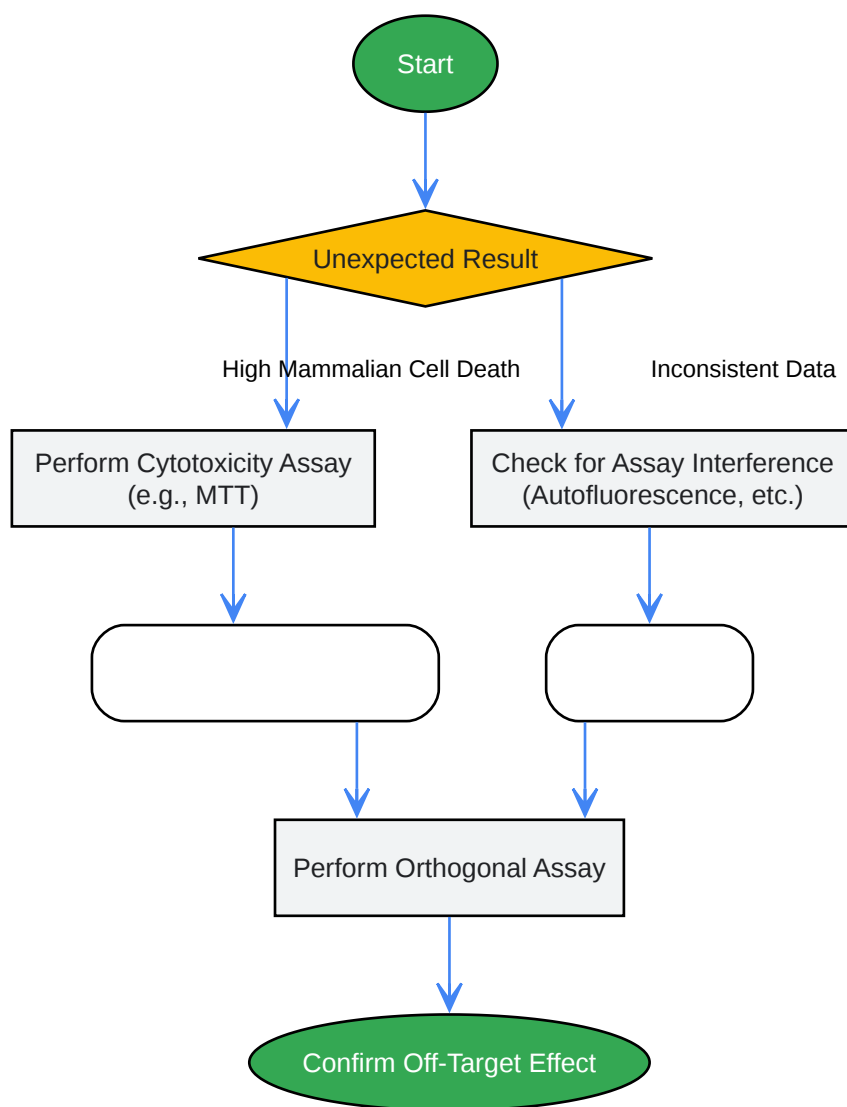 Start
Unexpected Result
High Mammalian Cell Death
Inconsistent Data
Perform Cytotoxicity Assay
(e.g., MTT)
Check for Assay Interference
(Autofluorescence, etc.)
Perform Orthogonal Assay
Confirm Off-Target Effect